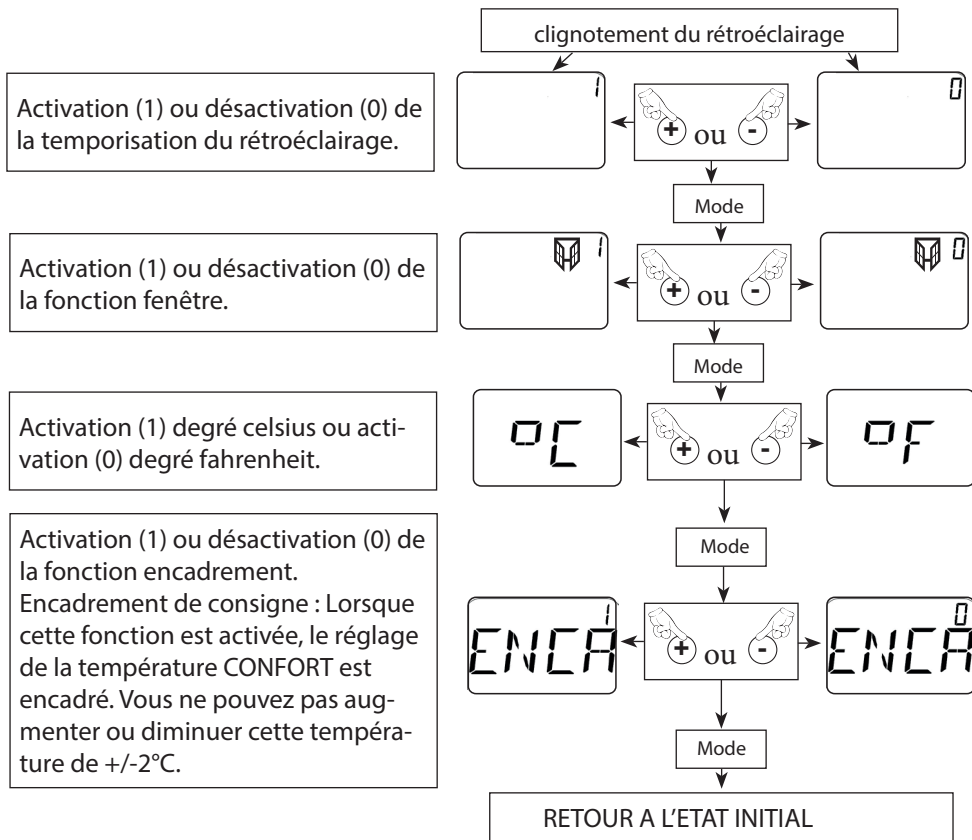 clignotement du rétroéclairage
Activation (1) ou désactivation (0) de
la temporisation du rétroéclairage.
1
+ ou -
0
Mode
Activation (1) ou désactivation (0) de
la fonction fenêtre.
1
+ ou -
0
Mode
Activation (1) degré celsius ou acti-
vation (0) degré fahrenheit.
°C
+ ou -
°F
Mode
Activation (1) ou désactivation (0) de
la fonction encadrement.
Encadrement de consigne : Lorsque
cette fonction est activée, le réglage
de la température CONFORT est
encadré. Vous ne pouvez pas aug-
menter ou diminuer cette tempéra-
ture de +/-2°C.
1
ENCA
+ ou -
0
ENCA
Mode
RETOUR A L'ETAT INITIAL